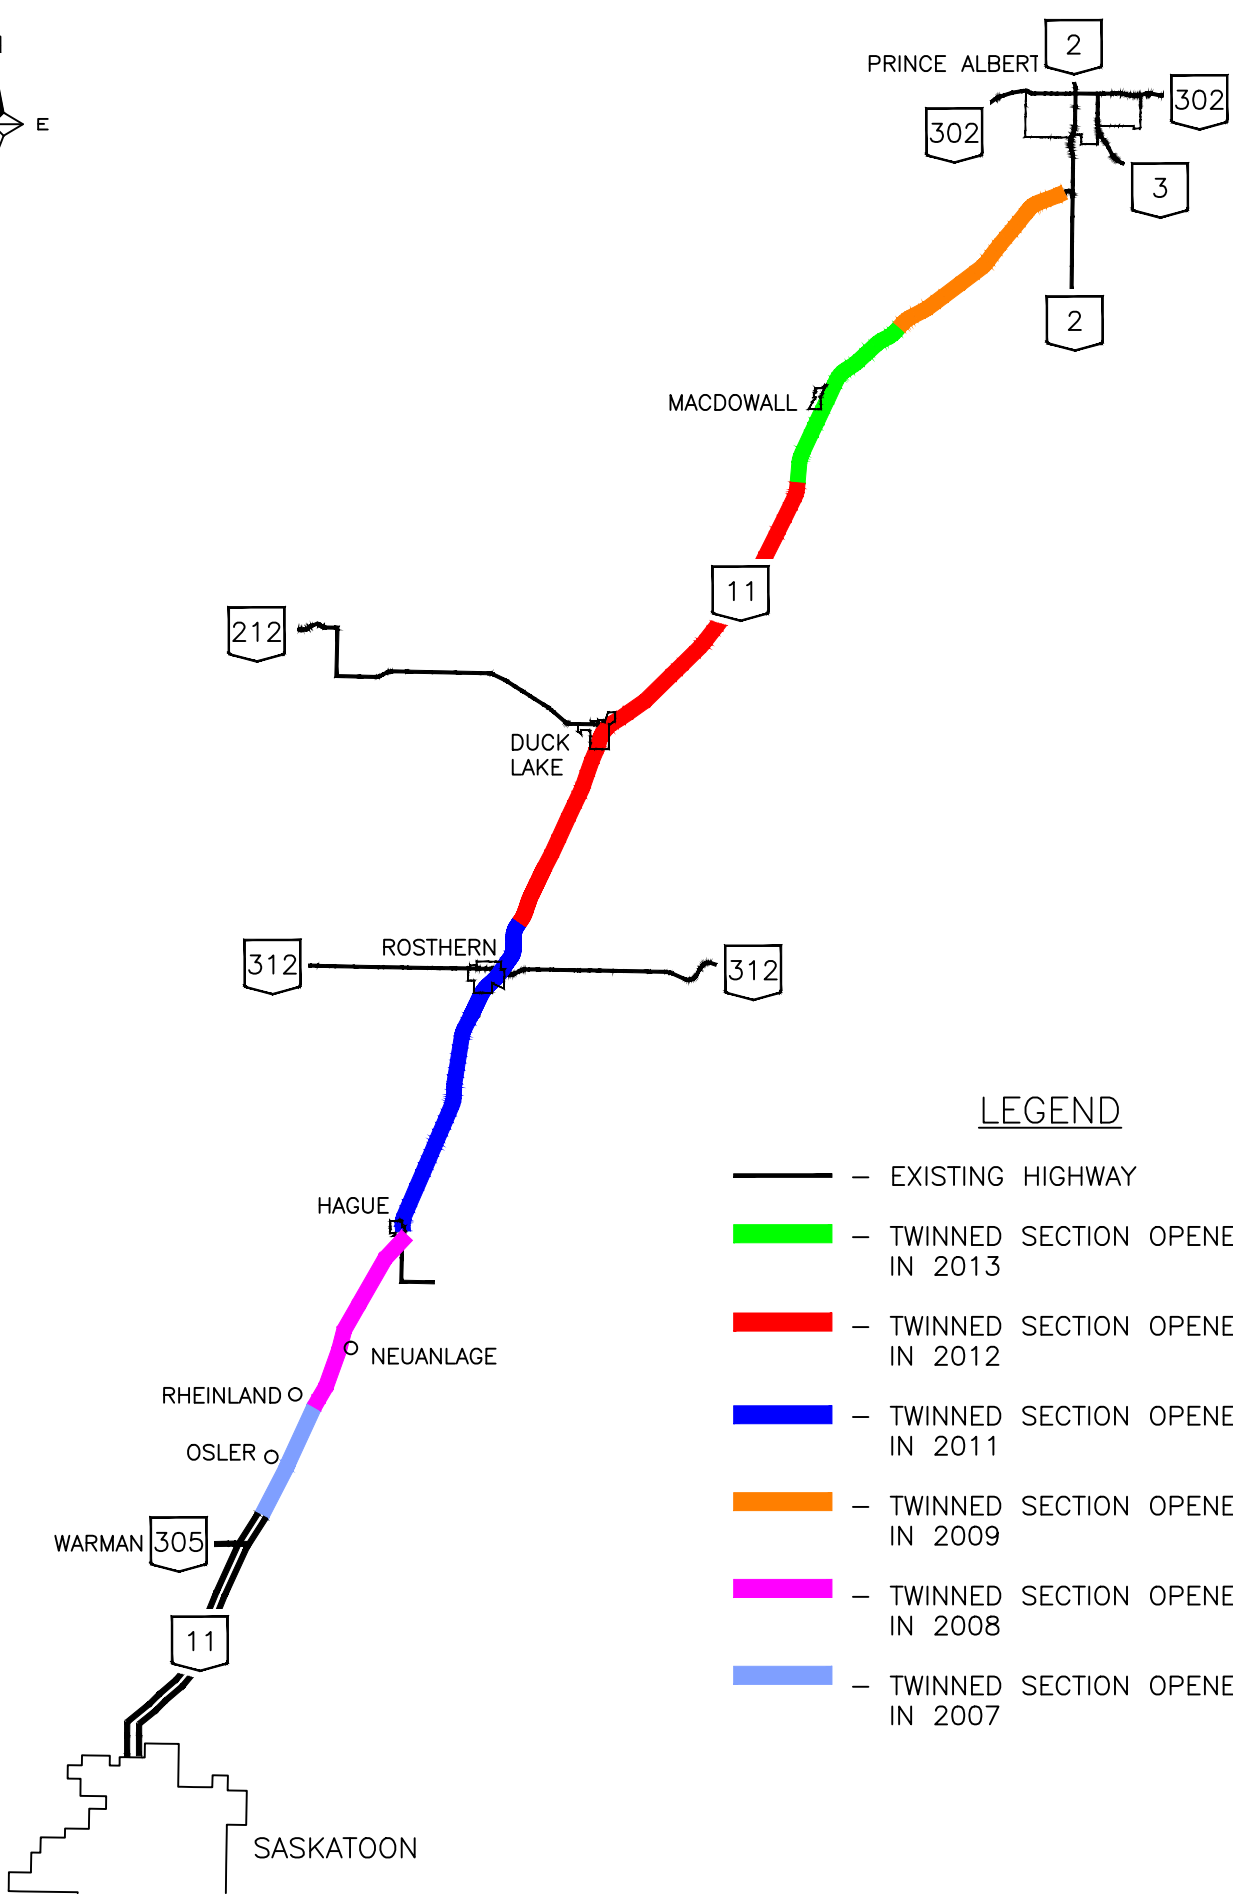 2
PRINCE ALBERT
302
302
E
3
2
MACDOWALL
11
212
DUCK
LAKE
ROSTHERN
312
312
LEGEND
– EXISTING HIGHWAY
HAGUE
– TWINNED SECTION OPENE
IN 2013
– TWINNED SECTION OPENE
IN 2012
NEUANLAGE
RHEINLAND
– TWINNED SECTION OPENE
IN 2011
OSLER
– TWINNED SECTION OPENE
IN 2009
WARMAN 305
– TWINNED SECTION OPENE
IN 2008
11
– TWINNED SECTION OPENE
IN 2007
SASKATOON